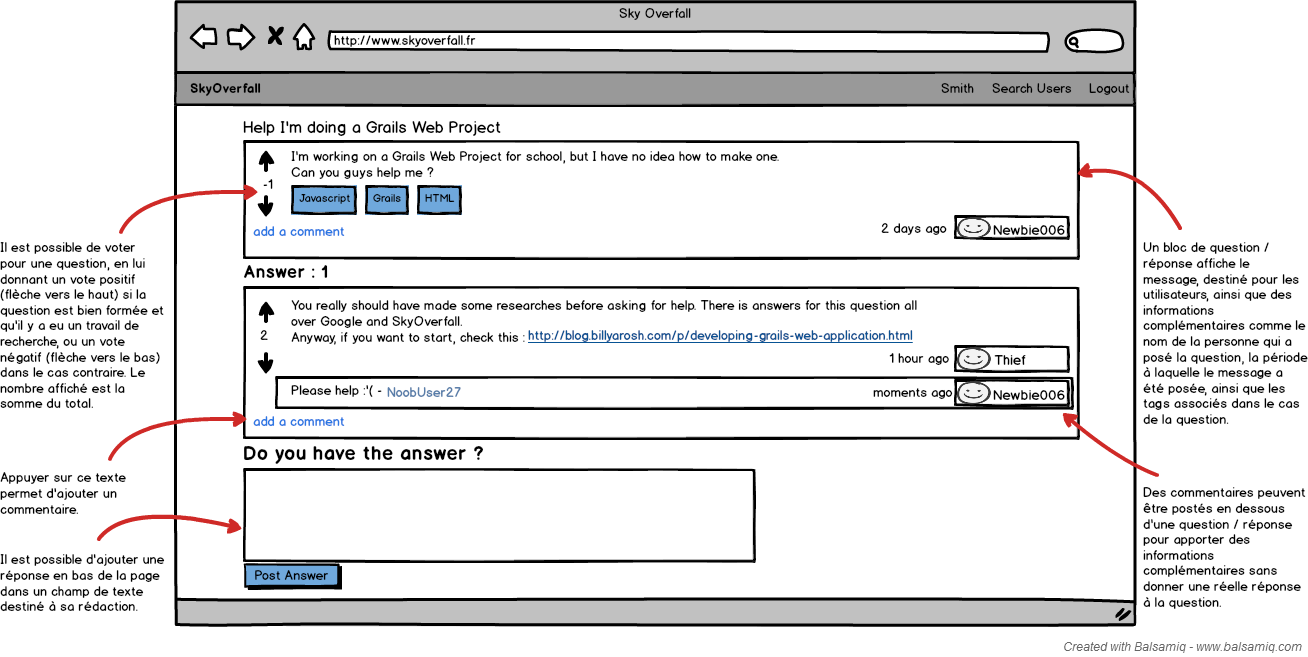 Sky Overfall
http://www.skyoverfall.fr
SkyOverfall
Smith
Search Users
Logout
Help I'm doing a Grails Web Project
I'm working on a Grails Web Project for school, but I have no idea how to make one.
Can you guys help me ?
-1
Javascript
Grails
HTML
add a comment
2 days ago
Newbie006
Answer : 1
You really should have made some researches before asking for help. There is answers for this question all
over Google and SkyOverfall.
2
Anyway, if you want to start, check this : http://blog.billyarosh.com/p/developing-grails-web-application.html
1 hour ago
Thief
Please help :'( - NoobUser27
moments ago
Newbie006
add a comment
Do you have the answer ?
Post Answer
Il est possible de voter
pour une question, en lui
donnant un vote positif
(flèche vers le haut) si la
question est bien formée et
qu'il y a eu un travail de
recherche, ou un vote
négatif (flèche vers le bas)
dans le cas contraire. Le
nombre affiché est la
somme du total.
Appuyer sur ce texte
permet d'ajouter un
commentaire.
Il est possible d'ajouter une
réponse en bas de la page
dans un champ de texte
destiné à sa rédaction.
Un bloc de question /
réponse affiche le
message, destiné pour les
utilisateurs, ainsi que des
informations
complémentaires comme le
nom de la personne qui a
posé la question, la période
à laquelle le message a
été posée, ainsi que les
tags associés dans le cas
de la question.
Des commentaires peuvent
être postés en dessous
d'une question / réponse
pour apporter des
informations
complémentaires sans
donner une réelle réponse
à la question.
Created with Balsamiq - www.balsamiq.com